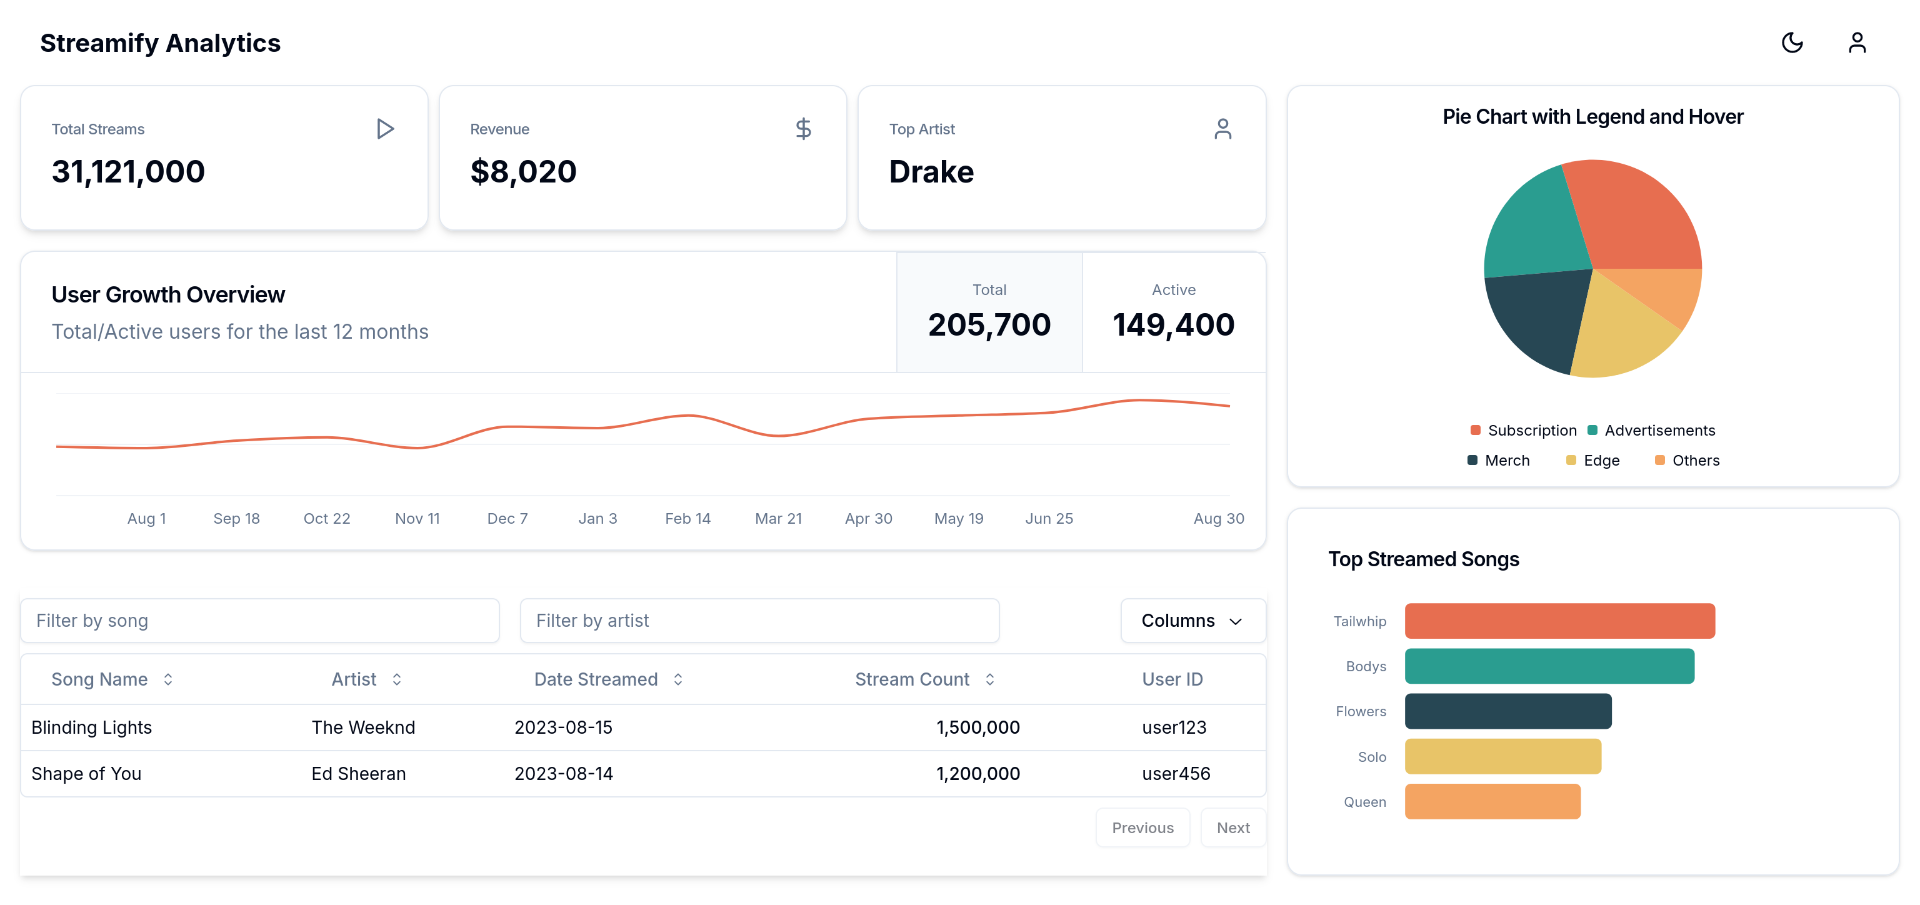 Streamify Analytics
Total Streams
31,121,000
Revenue
$8,020
Top Artist
Drake
User Growth Overview
Total/Active users for the last 12 months
Total
205,700
Active
149,400
Aug 1 Sep 18 Oct 22 Nov 11 Dec 7 Jan 3 Feb 14 Mar 21 Apr 30 May 19 Jun 25 Aug 30
Filter by song
Filter by artist
Columns
Song Name Artist Date Streamed Stream Count User ID
Blinding Lights The Weeknd 2023-08-15 1,500,000 user123
Shape of You Ed Sheeran 2023-08-14 1,200,000 user456
Previous Next
Pie Chart with Legend and Hover
Subscription Advertisements
Merch Edge Others
Top Streamed Songs
Tailwhip
Bodys
Flowers
Solo
Queen